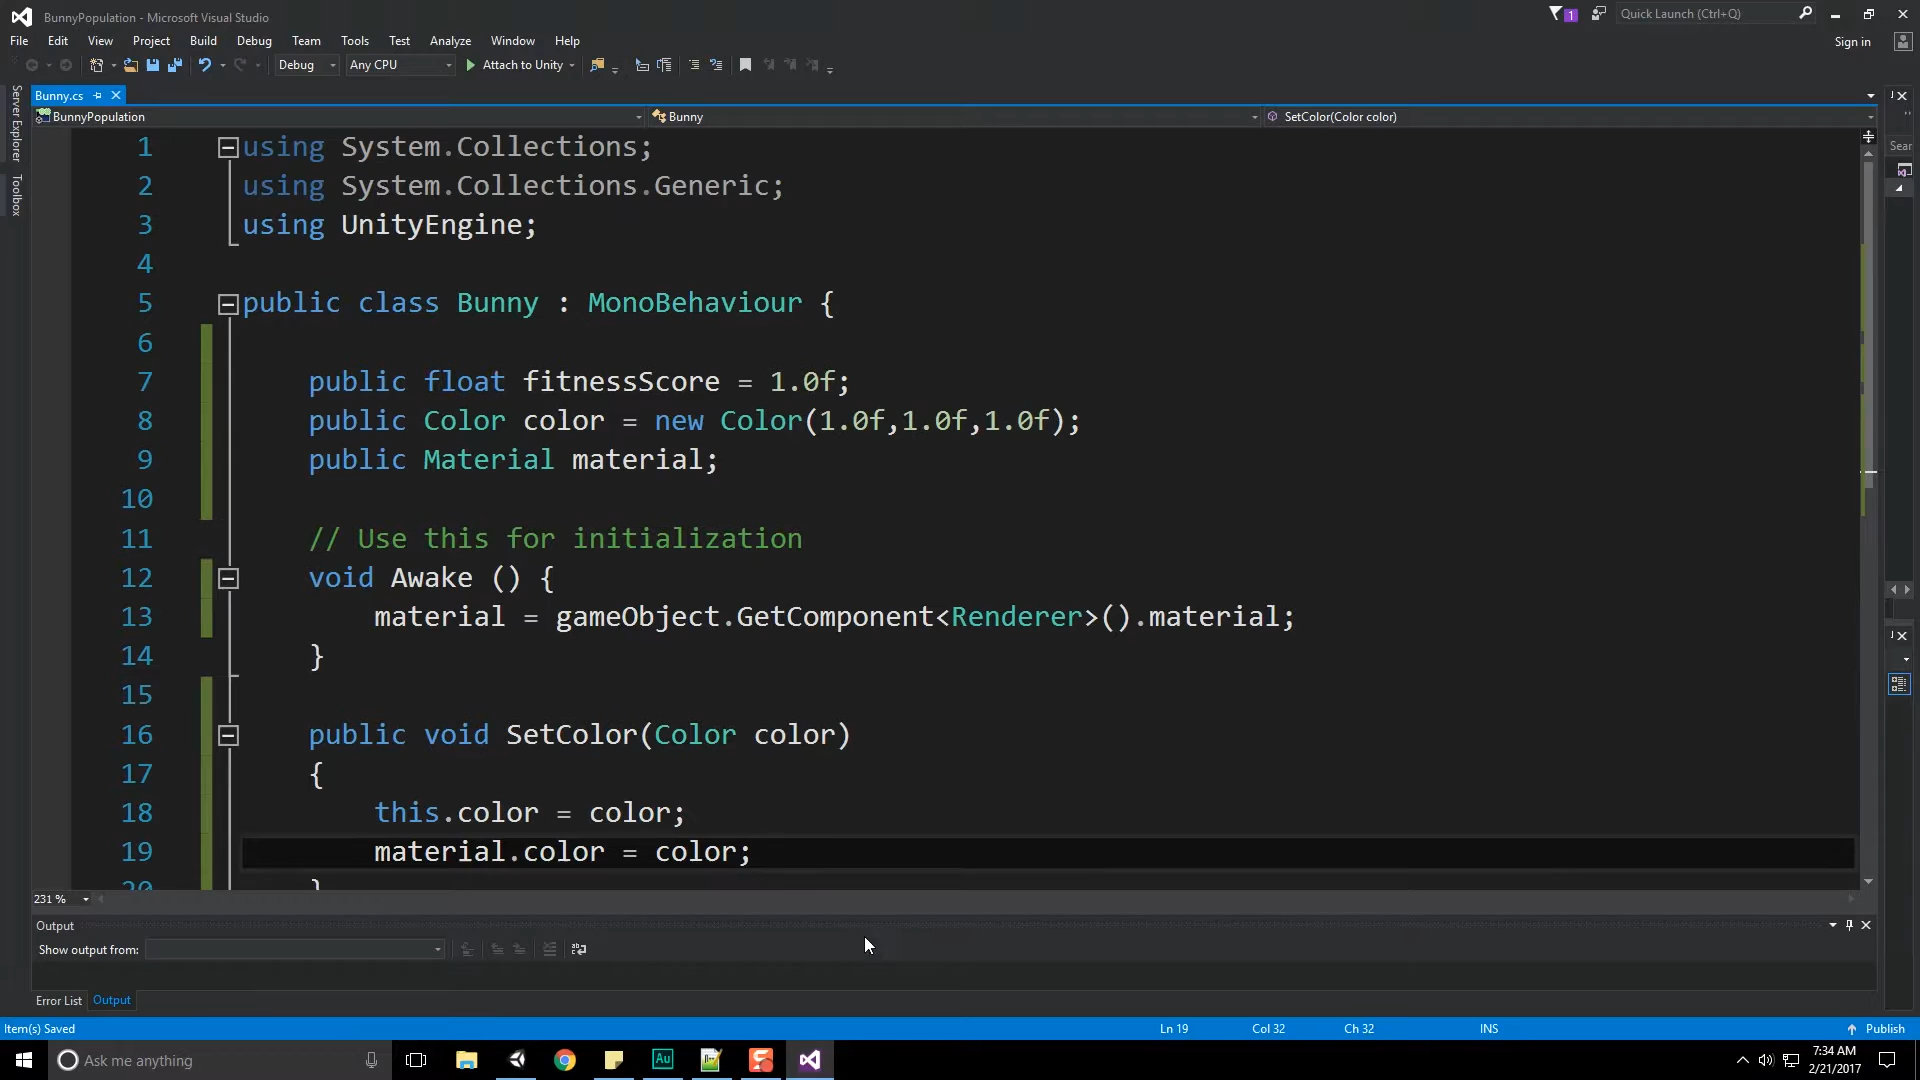 BunnyPopulation - Microsoft Visual Studio
1
Quick Launch (Ctrl+Q)
File Edit View Project Build Debug Team Tools Test Analyze Window Help
Sign in
Debug Any CPU Attach to Unity
Server Explorer
Toolbox
Bunny.cs
BunnyPopulation Bunny SetColor(Color color)
Sear
1 using System.Collections;
2 using System.Collections.Generic;
3 using UnityEngine;
4
5 public class Bunny : MonoBehaviour {
6
7 public float fitnessScore = 1.0f;
8 public Color color = new Color(1.0f,1.0f,1.0f);
9 public Material material;
10
11 // Use this for initialization
12 void Awake () {
13 material = gameObject.GetComponent<Renderer>().material;
14 }
15
16 public void SetColor(Color color)
17 {
18 this.color = color;
19 material.color = color;
20 }
231 %
Output
Show output from:
Error List Output
Item(s) Saved Ln 19 Col 32 Ch 32 INS Publish
Ask me anything
Au
7:34 AM
2/21/2017